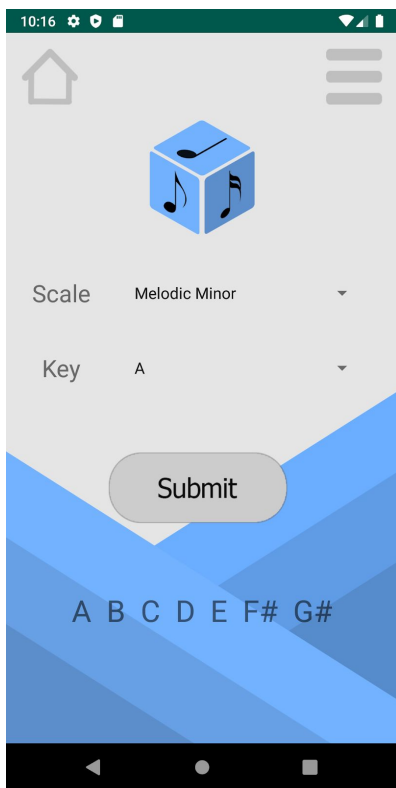 10:16
Scale Melodic Minor
Key A
Submit
A B C D E F# G#